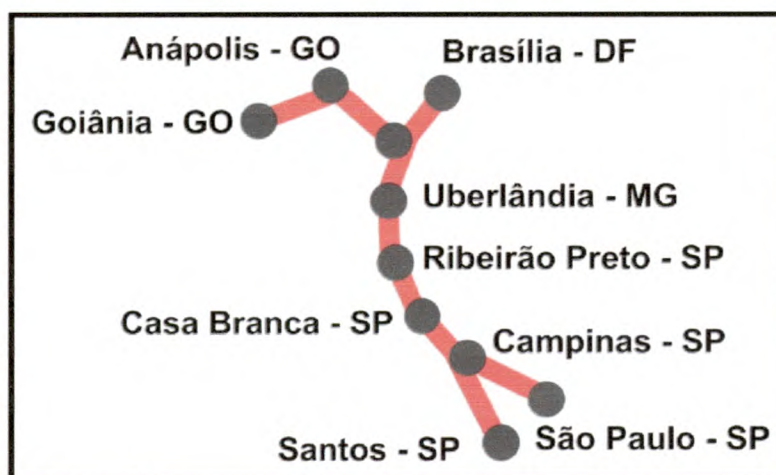 Anápolis - GO
Brasília - DF
Goiânia - GO
Uberlândia - MG
Ribeirão Preto - SP
Casa Branca - SP
Campinas - SP
São Paulo - SP
Santos - SP